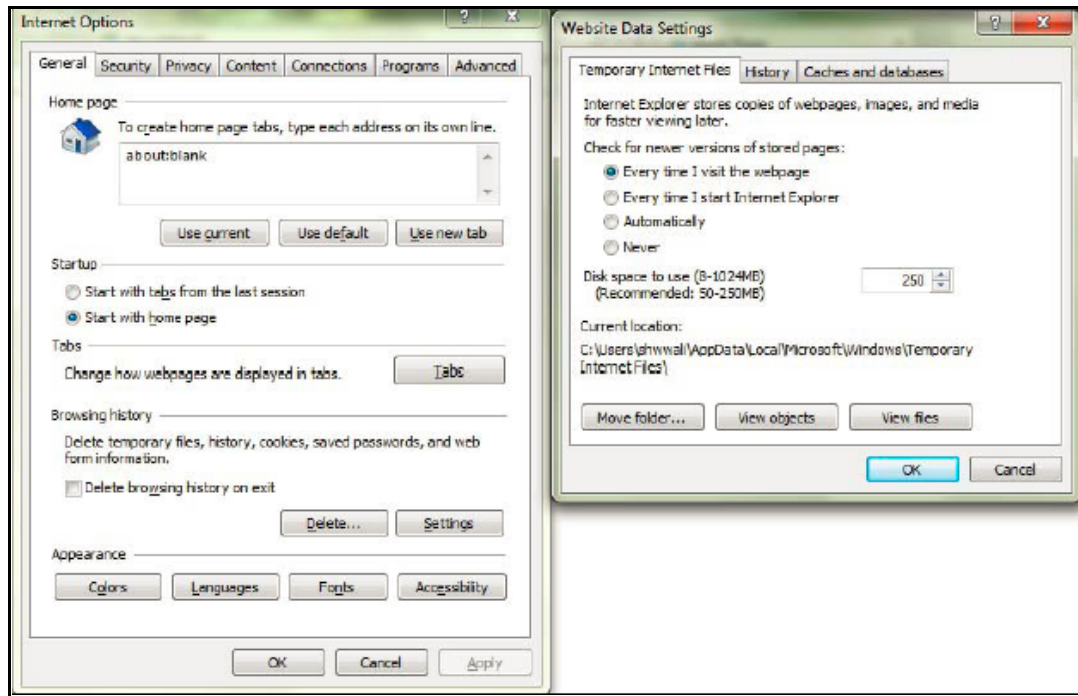 Internet Options
General Security Privacy Content Connections Programs Advanced
Home page
To create home page tabs, type each address on its own line.
about:blank
Use current Use default Use new tab
Startup
Start with tabs from the last session
Start with home page
Tabs
Change how webpages are displayed in tabs.
Tabs
Browsing history
Delete temporary files, history, cookies, saved passwords, and web
form information.
Delete browsing history on exit
Delete... Settings
Appearance
Colors Languages Fonts Accessibility
OK Cancel Apply
Website Data Settings
Temporary Internet Files History Caches and databases
Internet Explorer stores copies of webpages, images, and media
for faster viewing later.
Check for newer versions of stored pages:
Every time I visit the webpage
Every time I start Internet Explorer
Automatically
Never
Disk space to use (8-1024MB)
(Recommended: 50-250MB)
250
Current location:
C:\Users\shwwali\AppData\Local\Microsoft\Windows\Temporary
Internet Files\
Move folder... View objects View files
OK Cancel